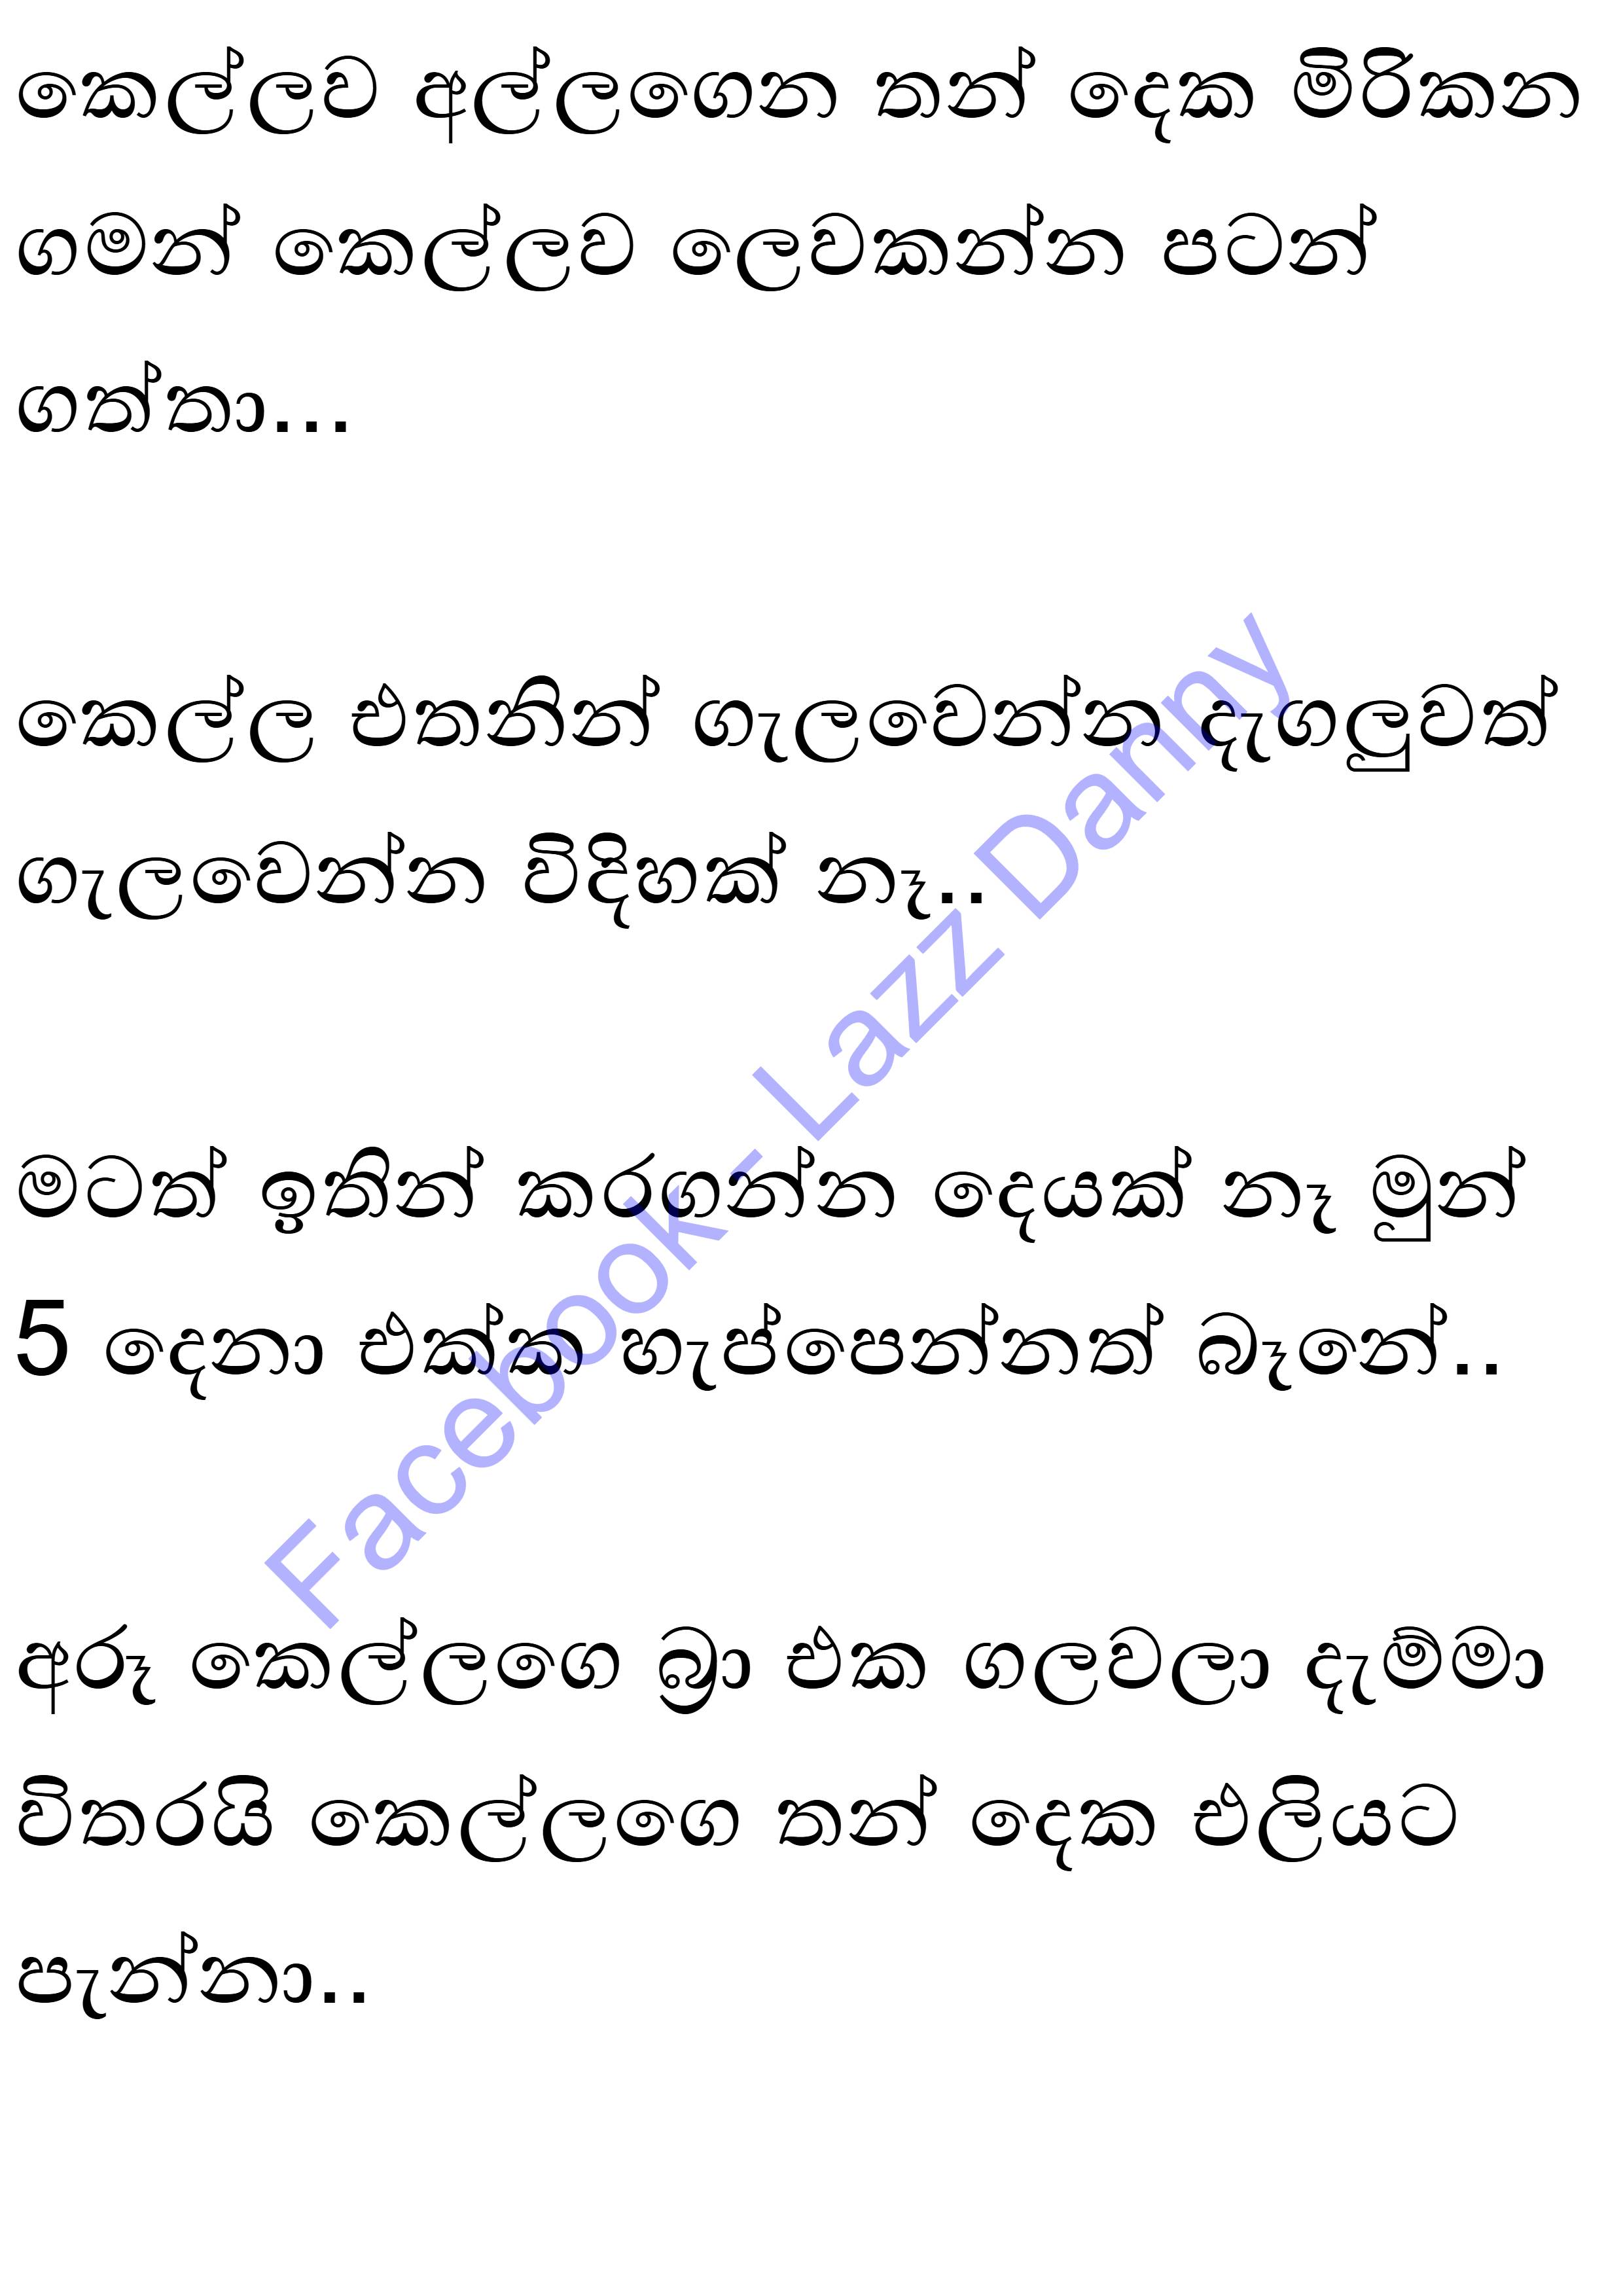 කෙල්ලව අල්ලගෙන තන් දෙක මිරිකන
ගමන් කෙල්ලව ලෙවකන්න පටන්
ගත්තා...
කෙල්ල එතනින් ගැලවෙන්න දැගලුවත්
ගැලවෙන්න විදිහක් නෑ..
මටත් ඉතින් කරගන්න දෙයක් නෑ මුන්
5 දෙනා එක්ක හැප්පෙන්නත් බෑනේ..
අරූ කෙල්ලගෙ බ්‍රා එක ගලවලා දැම්මා
විතරයි කෙල්ලගෙ තන් දෙක එලියට
පැන්නා..
Facebook - Lazz Danny